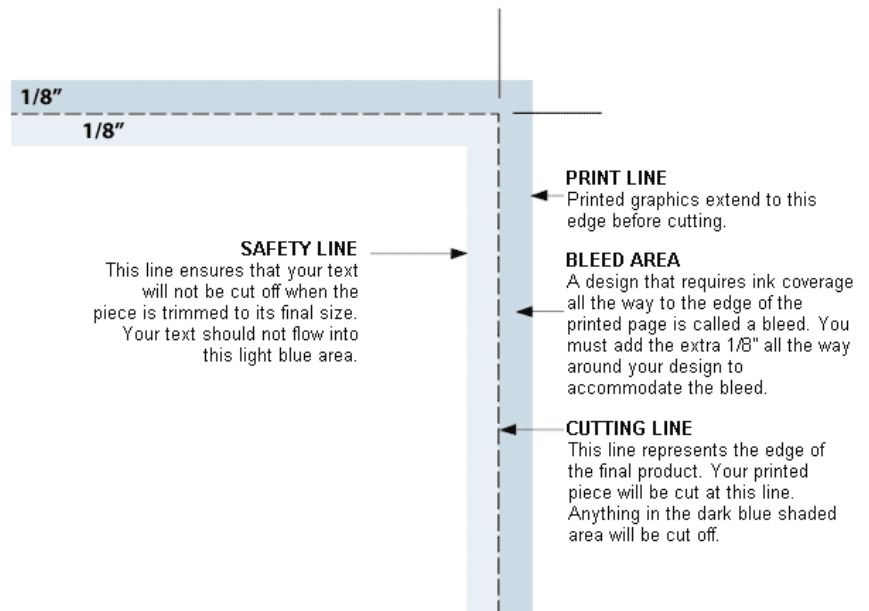 1/8”
1/8”
PRINT LINE
Printed graphics extend to this
edge before cutting.
SAFETY LINE
This line ensures that your text
will not be cut off when the
piece is trimmed to its final size.
Your text should not flow into
this light blue area.
BLEED AREA
A design that requires ink coverage
all the way to the edge of the
printed page is called a bleed. You
must add the extra 1/8" all the way
around your design to
accommodate the bleed.
CUTTING LINE
This line represents the edge of
the final product. Your printed
piece will be cut at this line.
Anything in the dark blue shaded
area will be cut off.